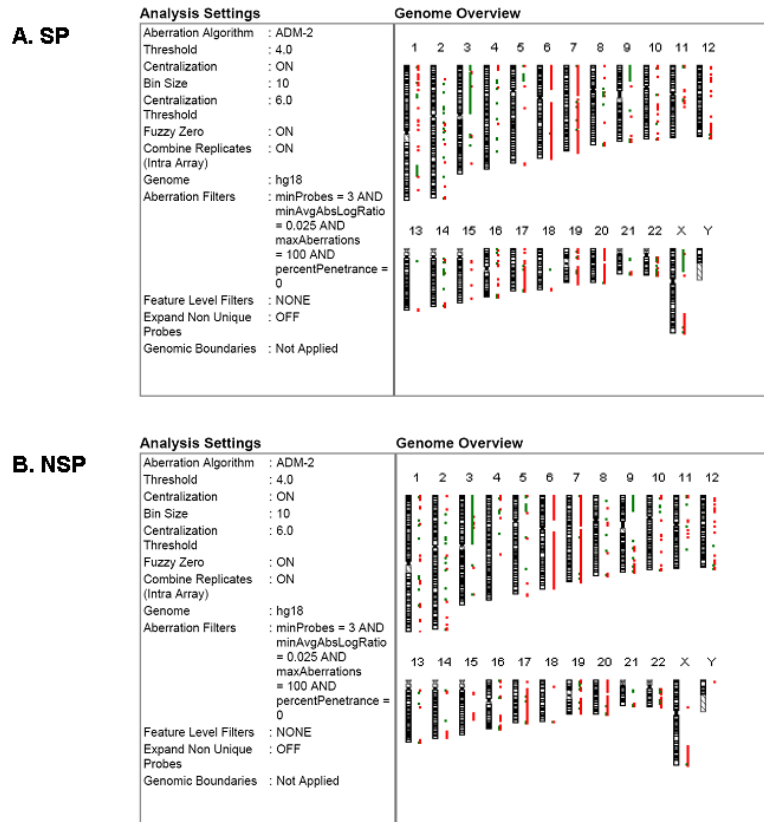 A. SP
Analysis Settings
Aberration Algorithm : ADM-2
Threshold : 4.0
Centralization : ON
Bin Size : 10
Centralization : 6.0
Threshold
Fuzzy Zero : ON
Combine Replicates : ON
(Intra Array)
Genome : hg18
Aberration Filters : minProbes = 3 AND
minAvgAbsLogRatio
= 0.025 AND
maxAberrations
= 100 AND
percentPenetrance =
0
Feature Level Filters : NONE
Expand Non Unique : OFF
Probes
Genomic Boundaries : Not Applied
Genome Overview
1 2 3 4 5 6 7 8 9 10 11 12
13 14 15 16 17 18 19 20 21 22 X Y
B. NSP
Analysis Settings
Aberration Algorithm : ADM-2
Threshold : 4.0
Centralization : ON
Bin Size : 10
Centralization : 6.0
Threshold
Fuzzy Zero : ON
Combine Replicates : ON
(Intra Array)
Genome : hg18
Aberration Filters : minProbes = 3 AND
minAvgAbsLogRatio
= 0.025 AND
maxAberrations
= 100 AND
percentPenetrance =
0
Feature Level Filters : NONE
Expand Non Unique : OFF
Probes
Genomic Boundaries : Not Applied
Genome Overview
1 2 3 4 5 6 7 8 9 10 11 12
13 14 15 16 17 18 19 20 21 22 X Y